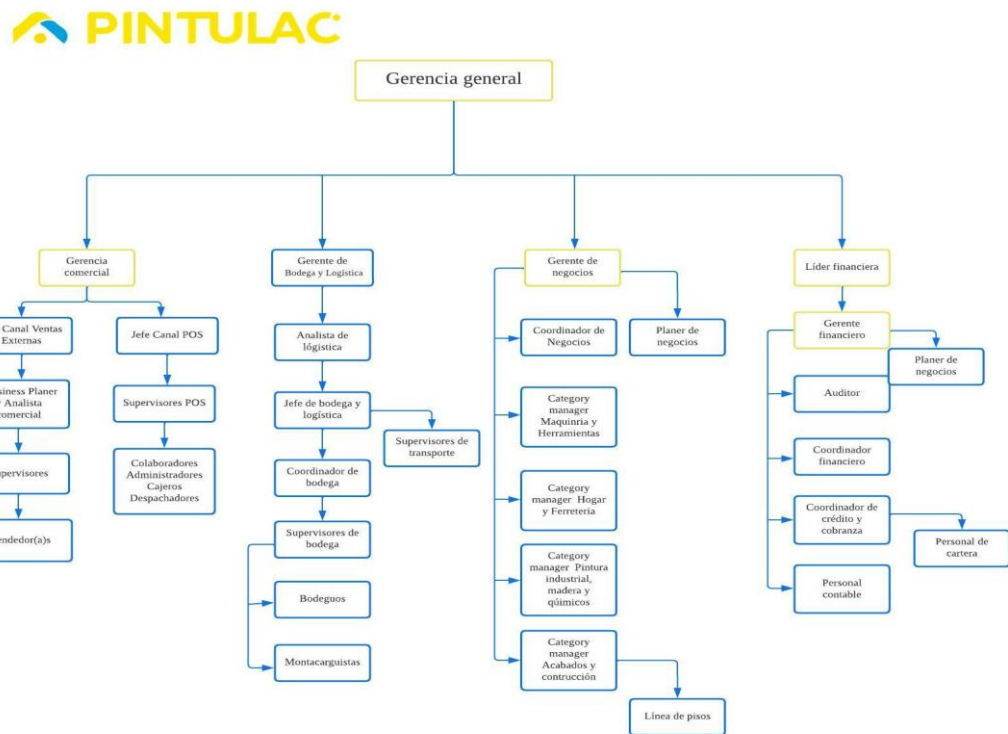 PINTULAC
Gerencia general
Gerencia
comercial
Canal Ventas
Externas
Planer
Analista
Jefe Canal POS
Supervisores POS
Colaboradores
Administradores
Cajeros
Despachadores
Gerente de
Bodega y Logística
Analista de
lógistica
Jefe de bodega y
logística
Supervisores de
transporte
Coordinador de
bodega
Supervisores de
bodega
Bodeguos
Montacarguistas
Gerente de
negocios
Coordinador de
Negocios
Planer de
negocios
Category
manager
Maquinria y
Herramientas
Category
manager Hogar
y Ferreteria
Category
manager Pintura
industrial,
madera y
qúimicos
Category
manager
Acabados y
contrucción
Línea de pisos
Líder financiera
Gerente
financiero
Planer de
negocios
Auditor
Coordinador
financiero
Coordinador de
crédito y
cobranza
Personal de
cartera
Personal
contable